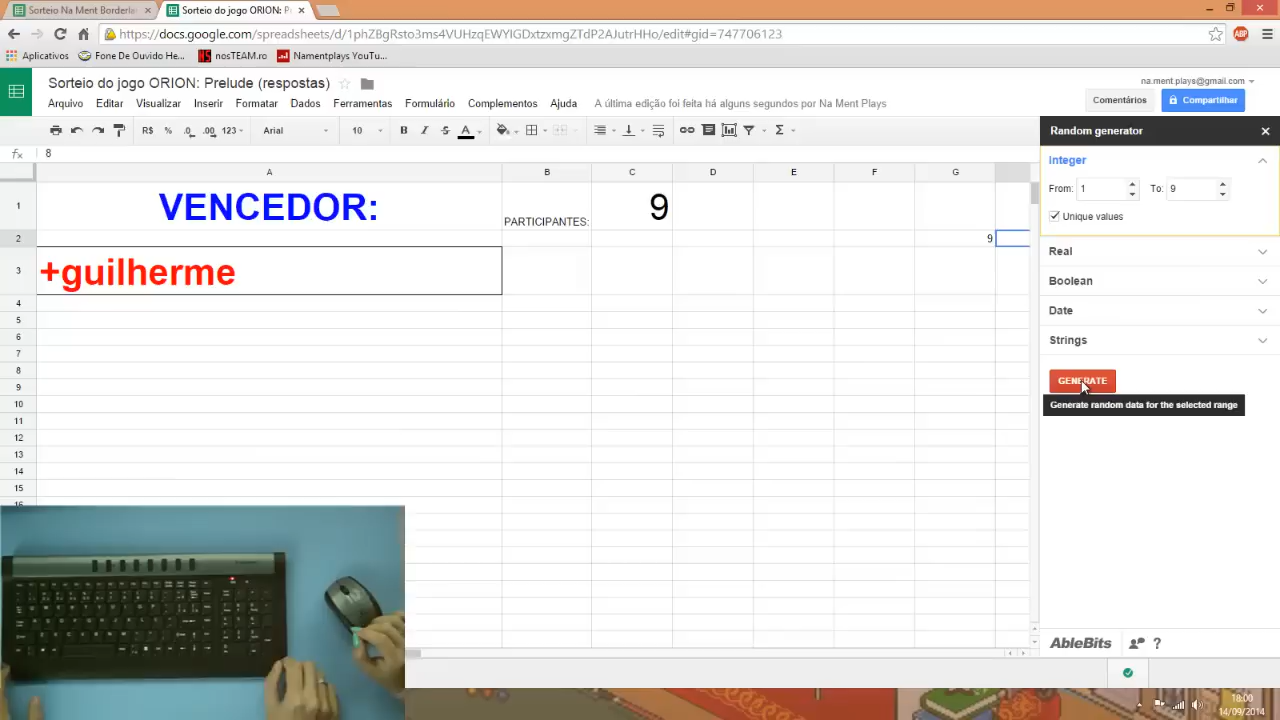 Sorteio Na Ment Borderla
Sorteio do jogo ORION: Pre
https://docs.google.com/spreadsheets/d/1phZBgRsto3ms4VUHzqEWYlGDxtzxmgZTdP2AJutrHHo/edit#gid=747706123
Aplicativos
Fone De Ouvido He...
nosTEAM.ro
Namentplays YouTu...
Sorteio do jogo ORION: Prelude (respostas)
na.ment.plays@gmail.com
Arquivo Editar Visualizar Inserir Formatar Dados Ferramentas Formulário Complementos Ajuda
A última edição foi feita há alguns segundos por Na Ment Plays
Comentários
Compartilhar
R$ % .0 .00 123 Arial 10 B I S A Σ
Random generator
fx 8
Integer
A B C D E F G
From: 1 To: 9
1 VENCEDOR: PARTICIPANTES: 9
Unique values
2 9
Real
3 +guilherme
Boolean
4
Date
5
6
Strings
7
8
GENERATE
9
Generate random data for the selected range
10
11
12
13
14
15
16
AbleBits ?
18:00
14/09/2014